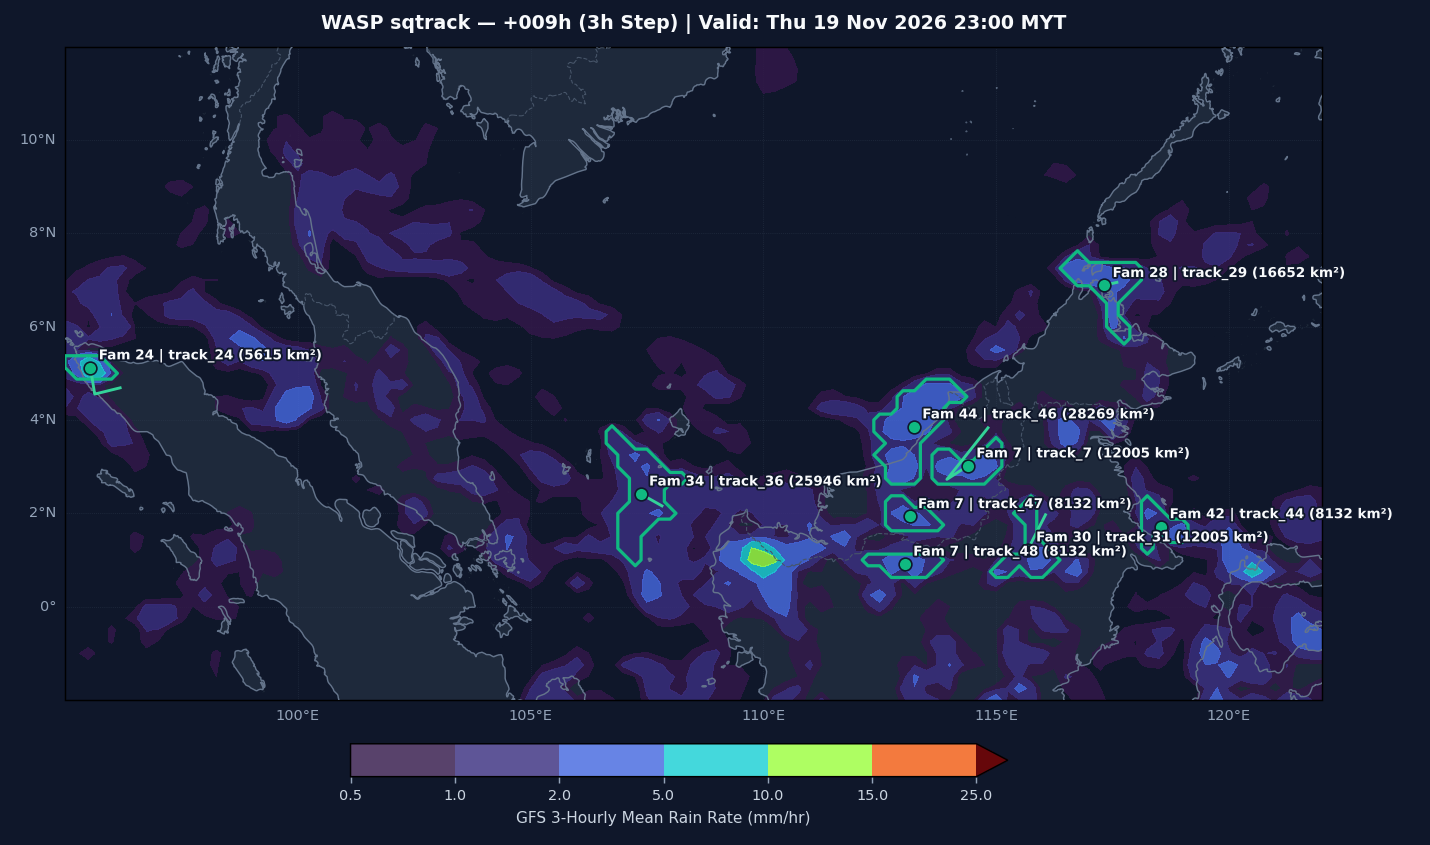 WASP sqtrack — +009h (3h Step) | Valid: Thu 19 Nov 2026 23:00 MYT
10°N
8°N
6°N
4°N
2°N
0°
Fam 28 | track_29 (16652 km²)
Fam 24 | track_24 (5615 km²)
Fam 44 | track_46 (28269 km²)
Fam 7 | track_7 (12005 km²)
Fam 34 | track_36 (25946 km²)
Fam 7 | track_47 (8132 km²)
Fam 42 | track_44 (8132 km²)
Fam 30 | track_31 (12005 km²)
Fam 7 | track_48 (8132 km²)
100°E
105°E
110°E
115°E
120°E
0.5
1.0
2.0
5.0
10.0
15.0
25.0
GFS 3-Hourly Mean Rain Rate (mm/hr)